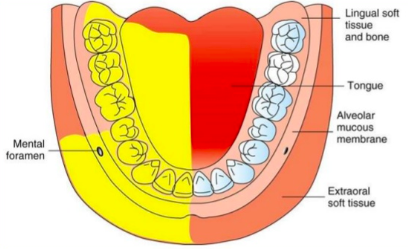 Lingual soft
tissue
and bone
Tongue
Alveolar
mucous
membrane
Mental
foramen
Extraoral
soft tissue